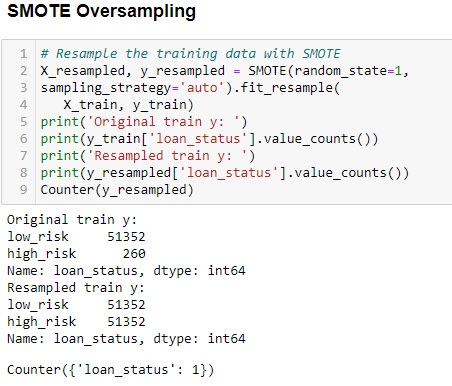 SMOTE Oversampling
1 # Resample the training data with SMOTE
2 X_resampled, y_resampled = SMOTE(random_state=1,
3 sampling_strategy='auto').fit_resample(
4    X_train, y_train)
5 print('Original train y: ')
6 print(y_train['loan_status'].value_counts())
7 print('Resampled train y: ')
8 print(y_resampled['loan_status'].value_counts())
9 Counter(y_resampled)
Original train y:
low_risk     51352
high_risk      260
Name: loan_status, dtype: int64
Resampled train y:
low_risk     51352
high_risk    51352
Name: loan_status, dtype: int64
Counter({'loan_status': 1})